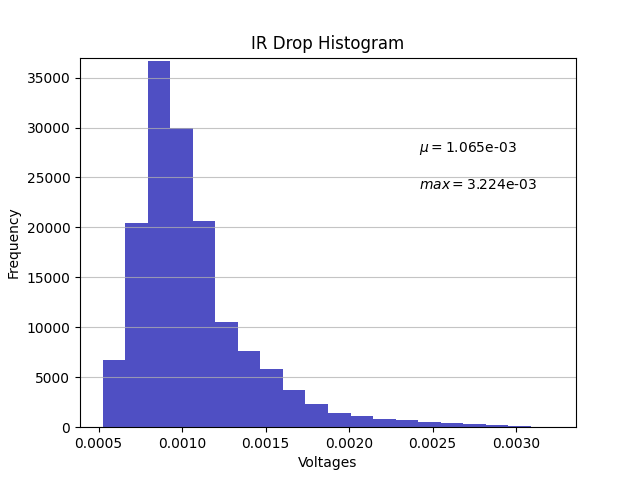 IR Drop Histogram
35000
30000
25000
20000
15000
10000
5000
0
Frequency
μ = 1.065e-03
max = 3.224e-03
0.0005 0.0010 0.0015 0.0020 0.0025 0.0030
Voltages